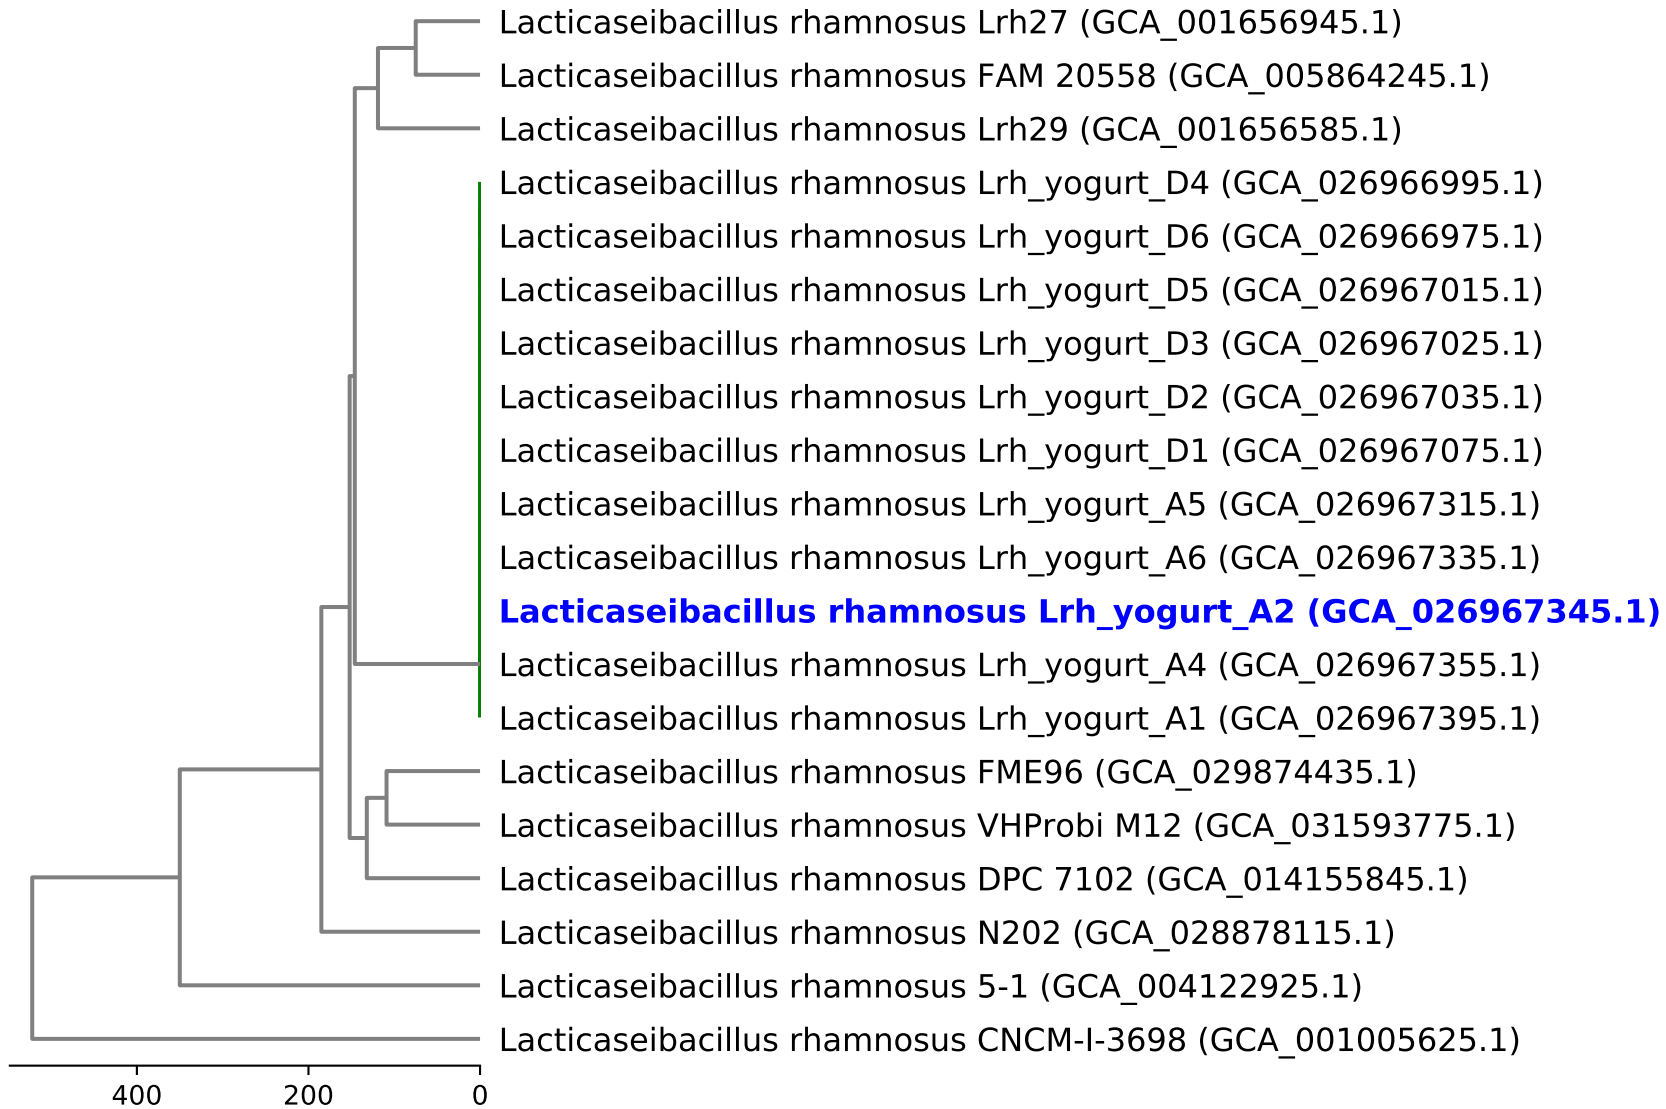 Lacticaseibacillus rhamnosus Lrh27 (GCA_001656945.1)
Lacticaseibacillus rhamnosus FAM 20558 (GCA_005864245.1)
Lacticaseibacillus rhamnosus Lrh29 (GCA_001656585.1)
Lacticaseibacillus rhamnosus Lrh_yogurt_D4 (GCA_026966995.1)
Lacticaseibacillus rhamnosus Lrh_yogurt_D6 (GCA_026966975.1)
Lacticaseibacillus rhamnosus Lrh_yogurt_D5 (GCA_026967015.1)
Lacticaseibacillus rhamnosus Lrh_yogurt_D3 (GCA_026967025.1)
Lacticaseibacillus rhamnosus Lrh_yogurt_D2 (GCA_026967035.1)
Lacticaseibacillus rhamnosus Lrh_yogurt_D1 (GCA_026967075.1)
Lacticaseibacillus rhamnosus Lrh_yogurt_A5 (GCA_026967315.1)
Lacticaseibacillus rhamnosus Lrh_yogurt_A6 (GCA_026967335.1)
Lacticaseibacillus rhamnosus Lrh_yogurt_A2 (GCA_026967345.1)
Lacticaseibacillus rhamnosus Lrh_yogurt_A4 (GCA_026967355.1)
Lacticaseibacillus rhamnosus Lrh_yogurt_A1 (GCA_026967395.1)
Lacticaseibacillus rhamnosus FME96 (GCA_029874435.1)
Lacticaseibacillus rhamnosus VHProbi M12 (GCA_031593775.1)
Lacticaseibacillus rhamnosus DPC 7102 (GCA_014155845.1)
Lacticaseibacillus rhamnosus N202 (GCA_028878115.1)
Lacticaseibacillus rhamnosus 5-1 (GCA_004122925.1)
Lacticaseibacillus rhamnosus CNCM-I-3698 (GCA_001005625.1)
400 200 0